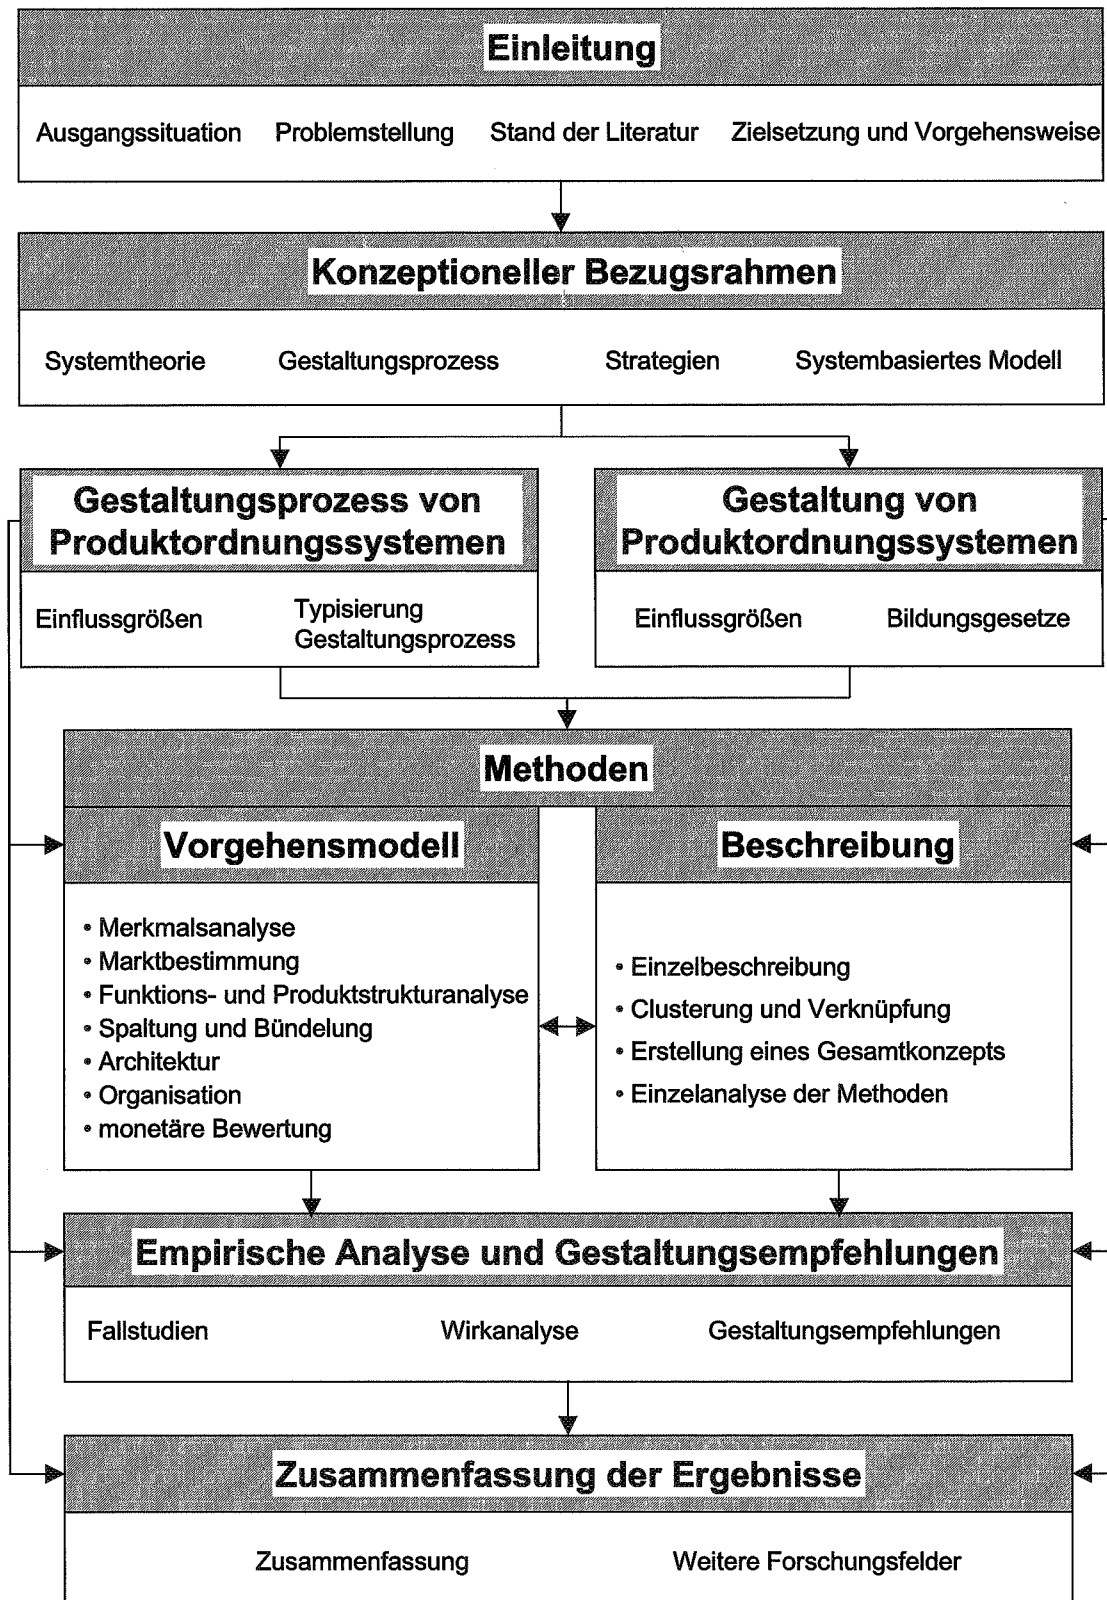 Einleitung
Ausgangssituation Problemstellung Stand der Literatur Zielsetzung und Vorgehensweise
Konzeptioneller Bezugsrahmen
Systemtheorie Gestaltungsprozess Strategien Systembasiertes Modell
Gestaltungsprozess von
Produktordnungssystemen
Einflussgrößen
Typisierung
Gestaltungsprozess
Gestaltung von
Produktordnungssystemen
Einflussgrößen Bildungsgesetze
Methoden
Vorgehensmodell
• Merkmalsanalyse
• Marktbestimmung
• Funktions- und Produktstrukturanalyse
• Spaltung und Bündelung
• Architektur
• Organisation
• monetäre Bewertung
Beschreibung
• Einzelbeschreibung
• Clusterung und Verknüpfung
• Erstellung eines Gesamtkonzepts
• Einzelanalyse der Methoden
Empirische Analyse und Gestaltungsempfehlungen
Fallstudien Wirkanalyse Gestaltungsempfehlungen
Zusammenfassung der Ergebnisse
Zusammenfassung Weitere Forschungsfelder